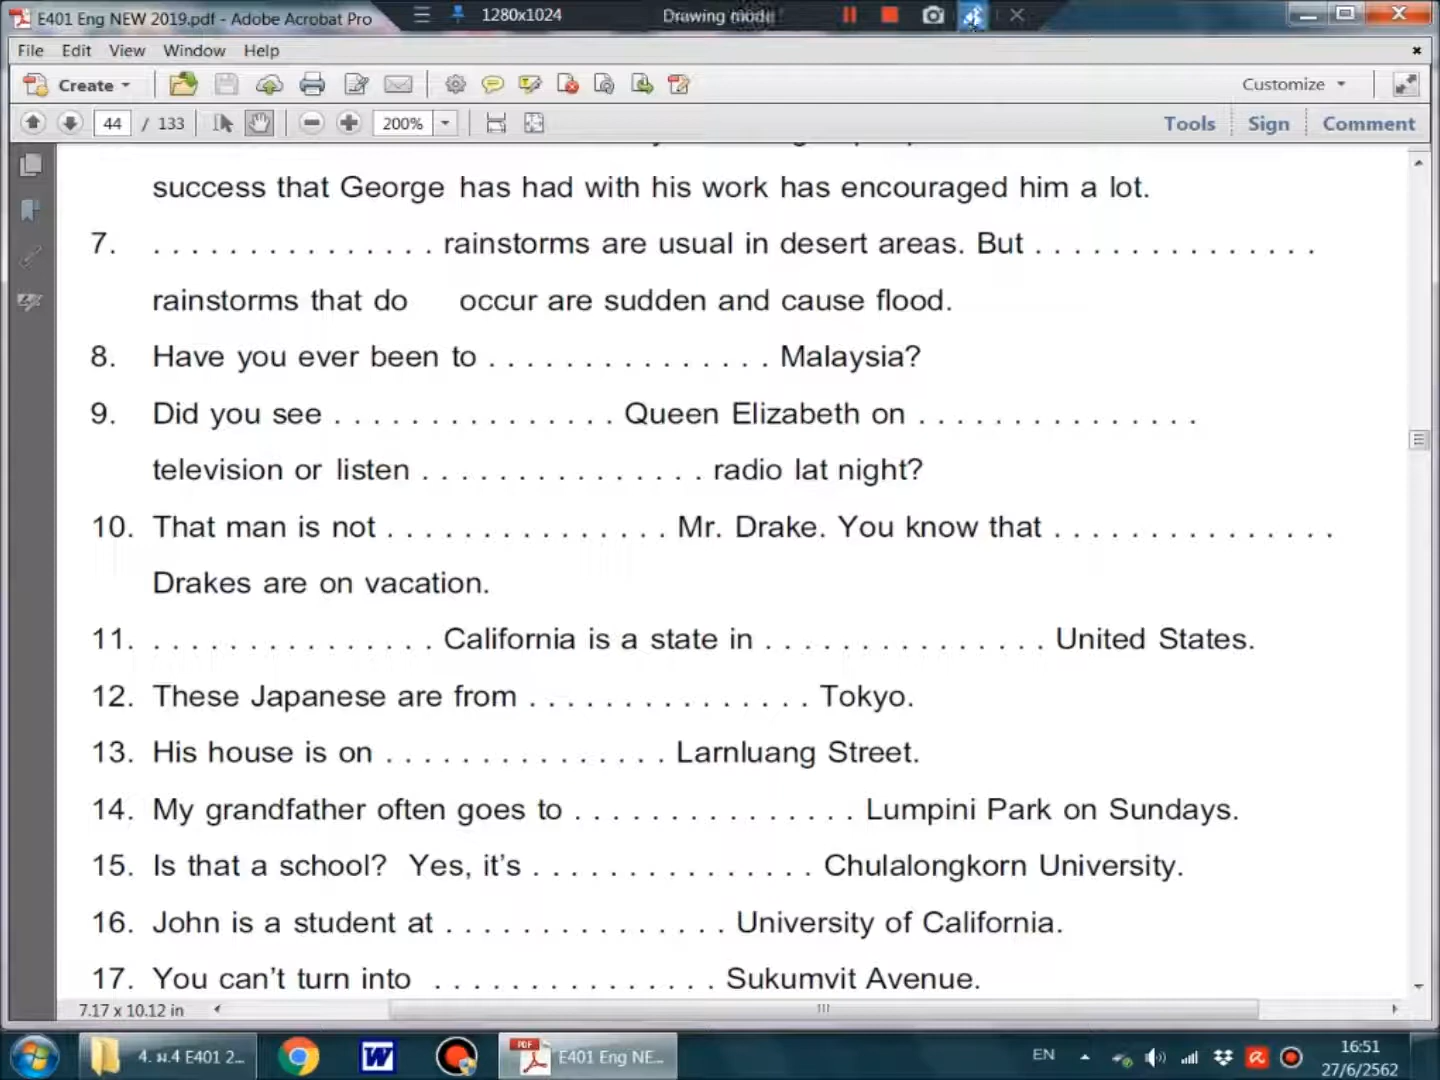 E401 Eng NEW 2019.pdf - Adobe Acrobat Pro
1280x1024
Drawing mode
File Edit View Window Help
Create
Customize
44 / 133
200%
Tools Sign Comment
success that George has had with his work has encouraged him a lot.
7. . . . . . . . . . . . . . . . rainstorms are usual in desert areas. But . . . . . . . . . . . . . . .
rainstorms that do occur are sudden and cause flood.
8. Have you ever been to . . . . . . . . . . . . . . . Malaysia?
9. Did you see . . . . . . . . . . . . . . . Queen Elizabeth on . . . . . . . . . . . . . . .
television or listen . . . . . . . . . . . . . . . radio lat night?
10. That man is not . . . . . . . . . . . . . . . Mr. Drake. You know that . . . . . . . . . . . . . . .
Drakes are on vacation.
11. . . . . . . . . . . . . . . . California is a state in . . . . . . . . . . . . . . . United States.
12. These Japanese are from . . . . . . . . . . . . . . . Tokyo.
13. His house is on . . . . . . . . . . . . . . . Larnluang Street.
14. My grandfather often goes to . . . . . . . . . . . . . . . Lumpini Park on Sundays.
15. Is that a school? Yes, it’s . . . . . . . . . . . . . . . Chulalongkorn University.
16. John is a student at . . . . . . . . . . . . . . . University of California.
17. You can’t turn into . . . . . . . . . . . . . . . Sukumvit Avenue.
7.17 x 10.12 in
4. ม.4 E401 2...
E401 Eng NE...
EN
16:51
27/6/2562